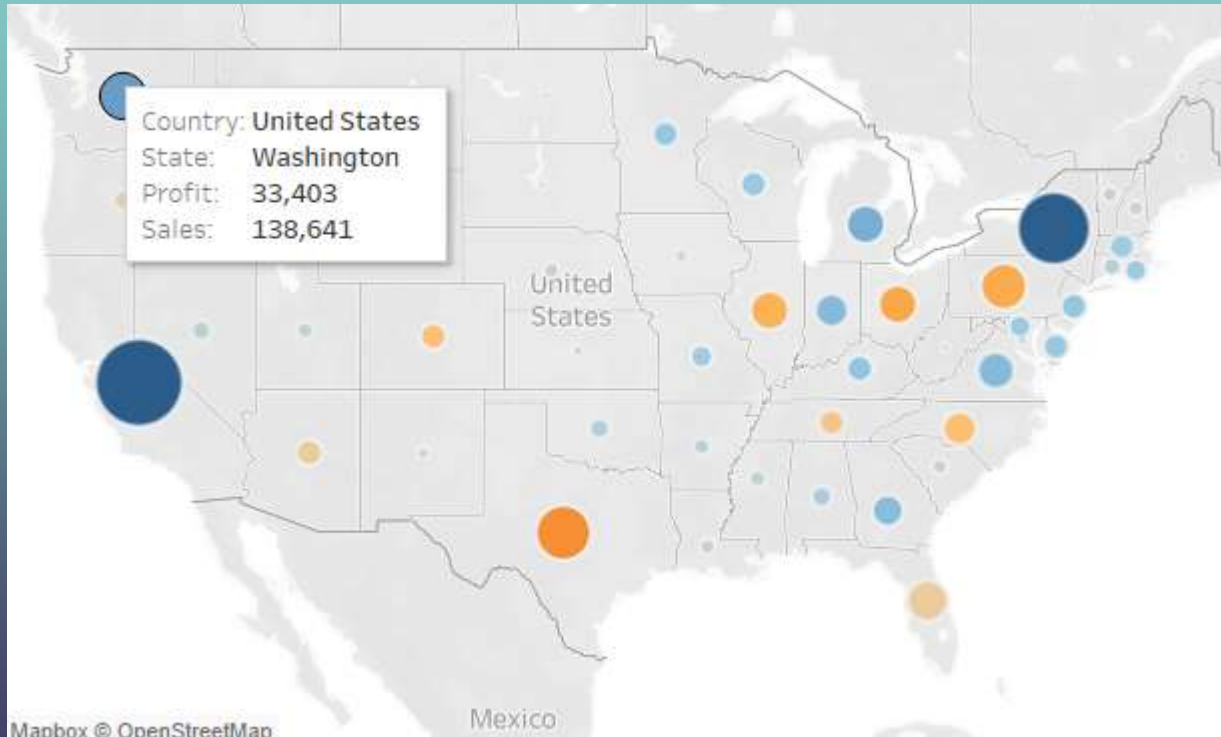 Country: United States
State: Washington
Profit: 33,403
Sales: 138,641
United
States
Mexico
Mapbox © OpenStreetMap